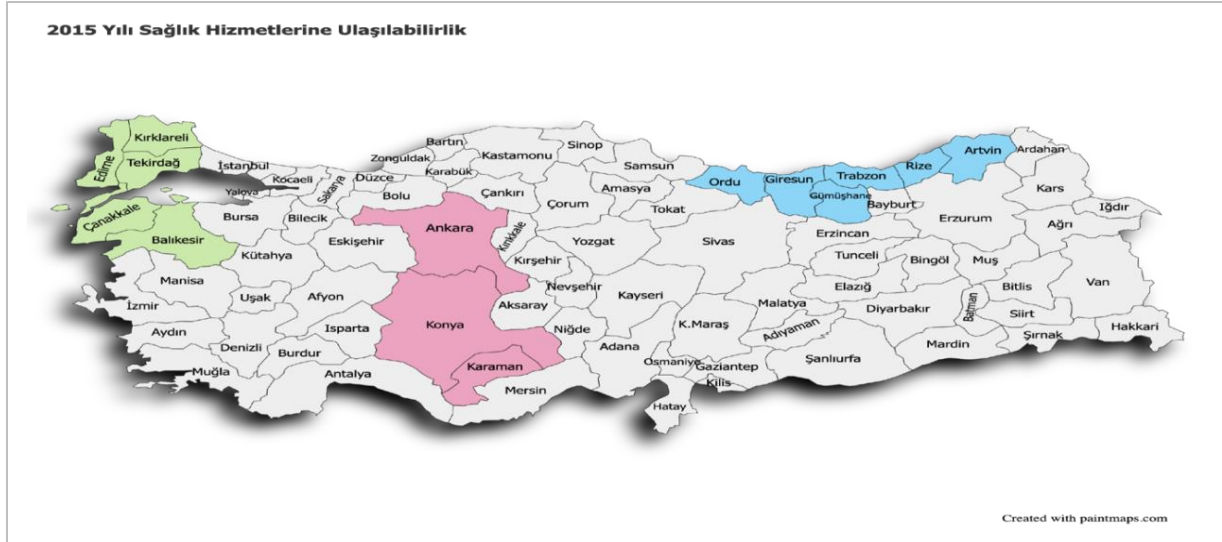 2015 Yılı Sağlık Hizmetlerine Ulaşılabilirlik
Kırklareli
Edirne
Tekirdağ
İstanbul
Kocaeli
Yalova
Sakarya
Düzce
Zonguldak
Bartın
Karabük
Kastamonu
Sinop
Samsun
Bolu
Çankırı
Çorum
Amasya
Tokat
Ordu
Giresun
Trabzon
Rize
Artvin
Ardahan
Gümüşhane
Bayburt
Kars
Iğdır
Erzurum
Ağrı
Çanakkale
Balıkesir
Bursa
Bilecik
Eskişehir
Ankara
Kırıkkale
Yozgat
Sivas
Erzincan
Tunceli
Bingöl
Muş
Kütahya
Kırşehir
Manisa
Uşak
Afyon
Nevşehir
Kayseri
Malatya
Elazığ
Diyarbakır
Batman
Bitlis
Siirt
Van
İzmir
Konya
Aksaray
Niğde
K.Maraş
Adıyaman
Aydın
Denizli
Isparta
Burdur
Muğla
Antalya
Karaman
Mersin
Adana
Osmaniye
Gaziantep
Kilis
Hatay
Şanlıurfa
Mardin
Şırnak
Hakkari
Created with paintmaps.com